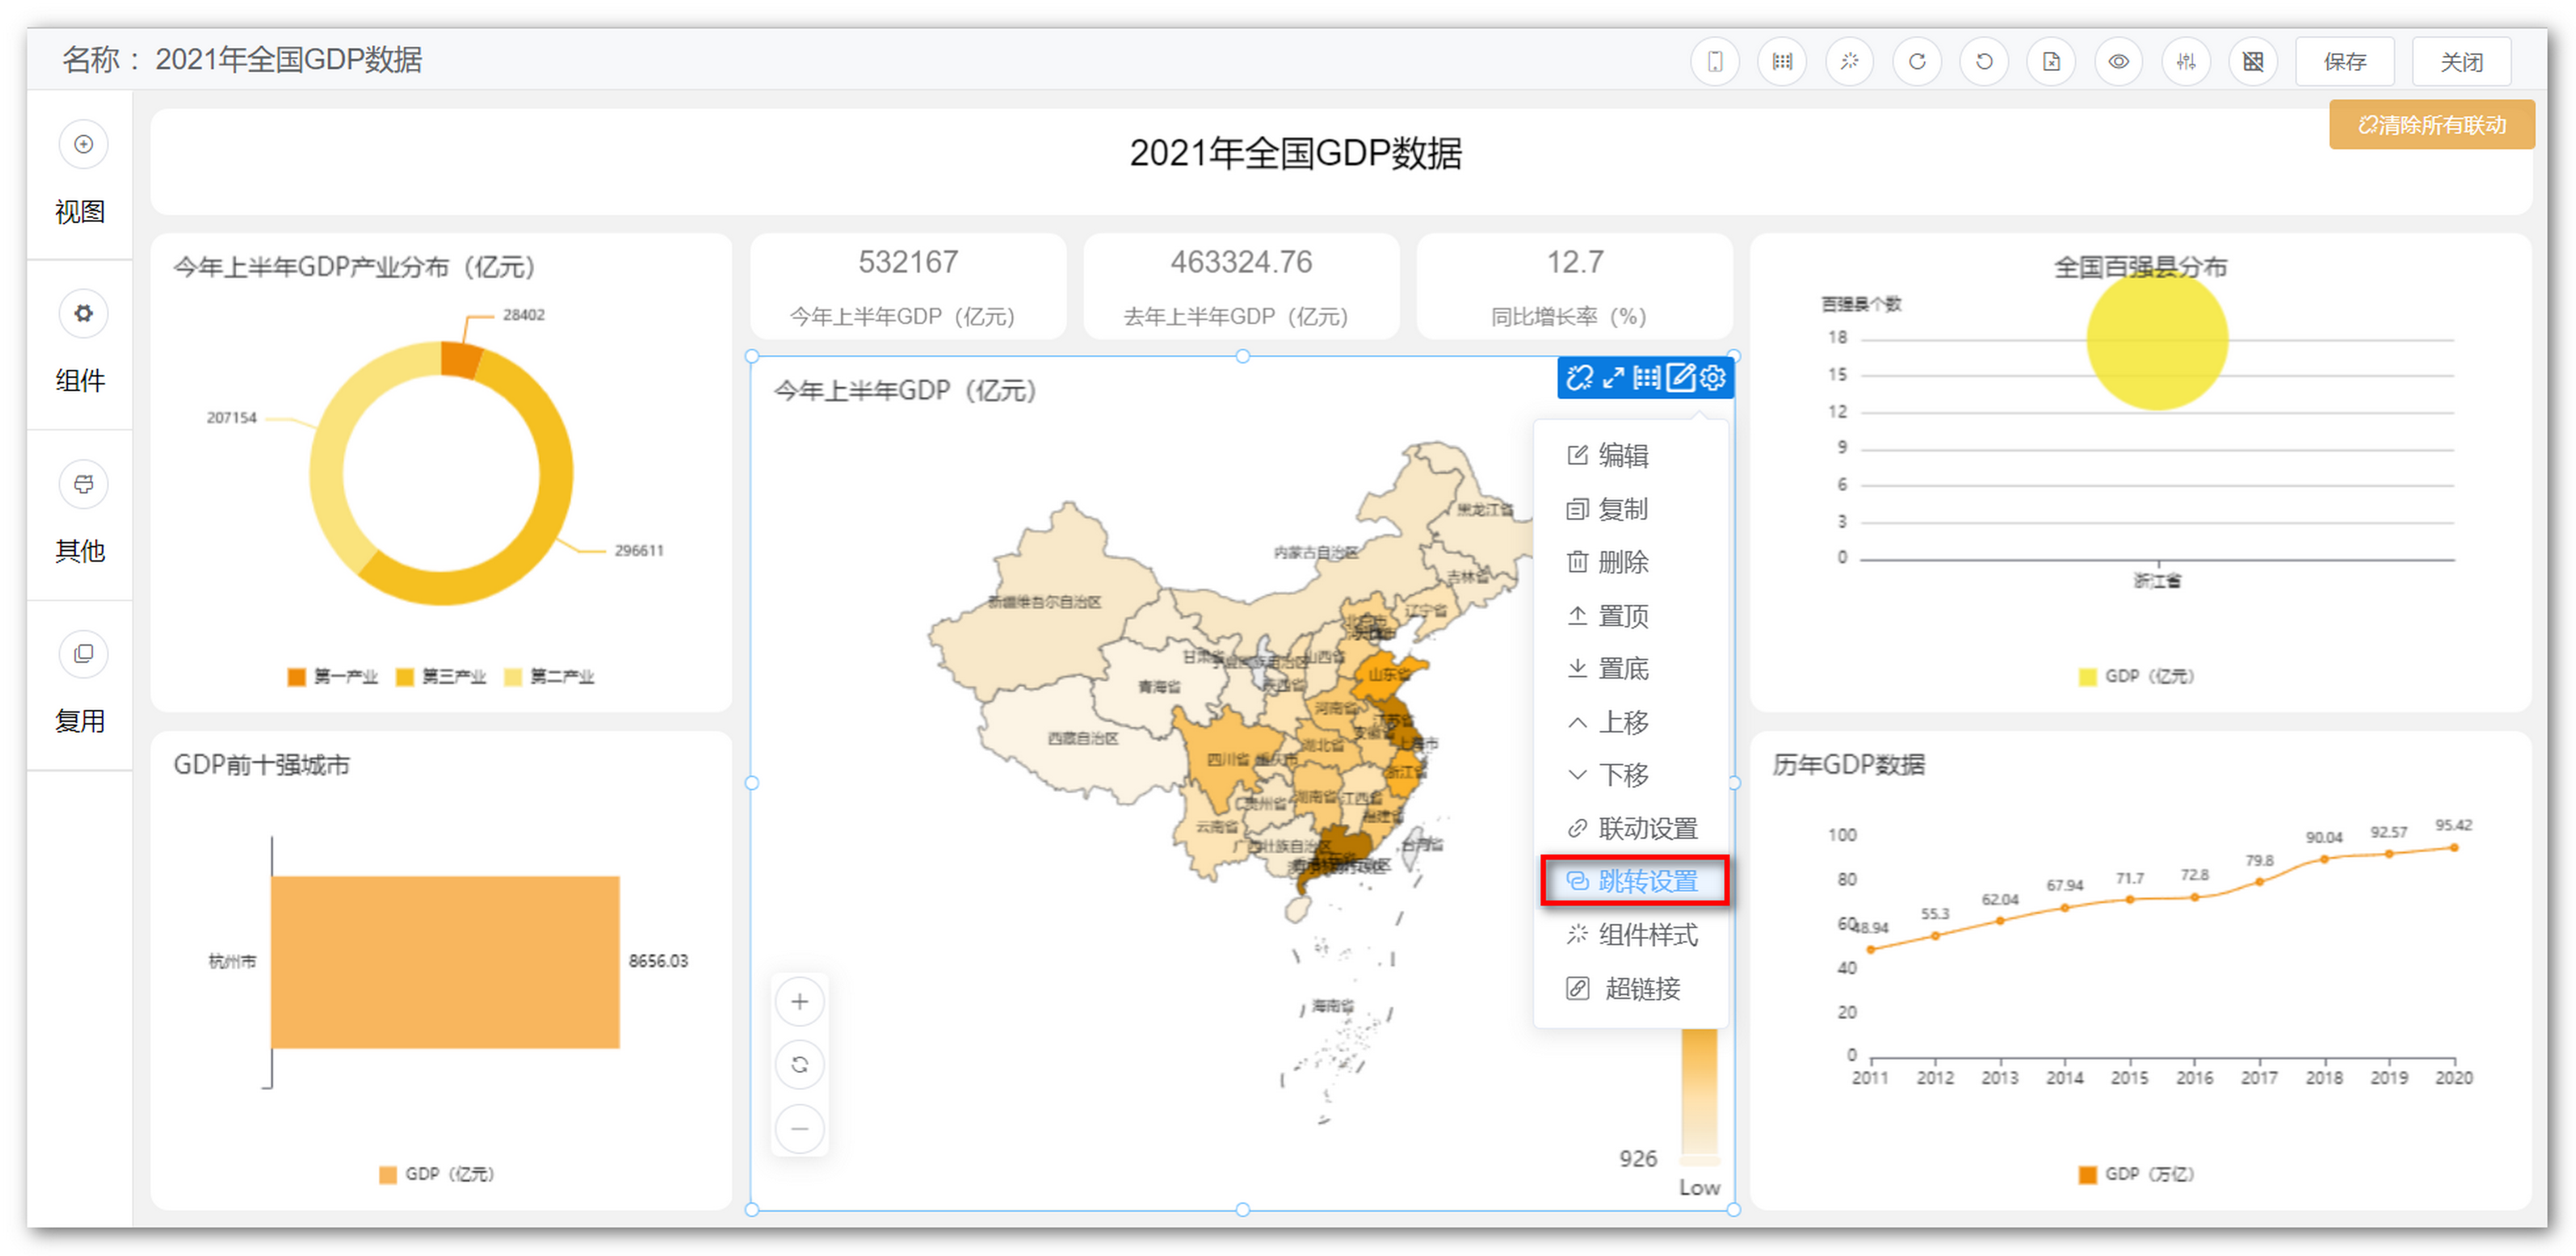 名称： 2021年全国GDP数据
保存
关闭
视图
组件
其他
复用
清除所有联动
2021年全国GDP数据
今年上半年GDP产业分布（亿元）
28402
207154
296611
第一产业 第三产业 第二产业
532167
今年上半年GDP（亿元）
463324.76
去年上半年GDP（亿元）
12.7
同比增长率（%）
全国百强县分布
百强县个数
18
15
12
9
6
3
0
浙江省
GDP（亿元）
GDP前十强城市
杭州市
8656.03
GDP（亿元）
今年上半年GDP（亿元）
黑龙江省
内蒙古自治区
吉林省
新疆维吾尔自治区
辽宁省
北京市
甘肃省
山西省
山东省
青海省
陕西省
河南省
江苏省
西藏自治区
安徽省
上海市
四川省
重庆市
湖北省
浙江省
贵州省
湖南省
江西省
云南省
福建省
广西壮族自治区
台湾省
海南省
926
Low
编辑
复制
删除
置顶
置底
上移
下移
联动设置
跳转设置
组件样式
超链接
历年GDP数据
100
80
60
40
20
0
48.94
55.3
62.04
67.94
71.7
72.8
79.8
90.04
92.57
95.42
2011 2012 2013 2014 2015 2016 2017 2018 2019 2020
GDP（万亿）